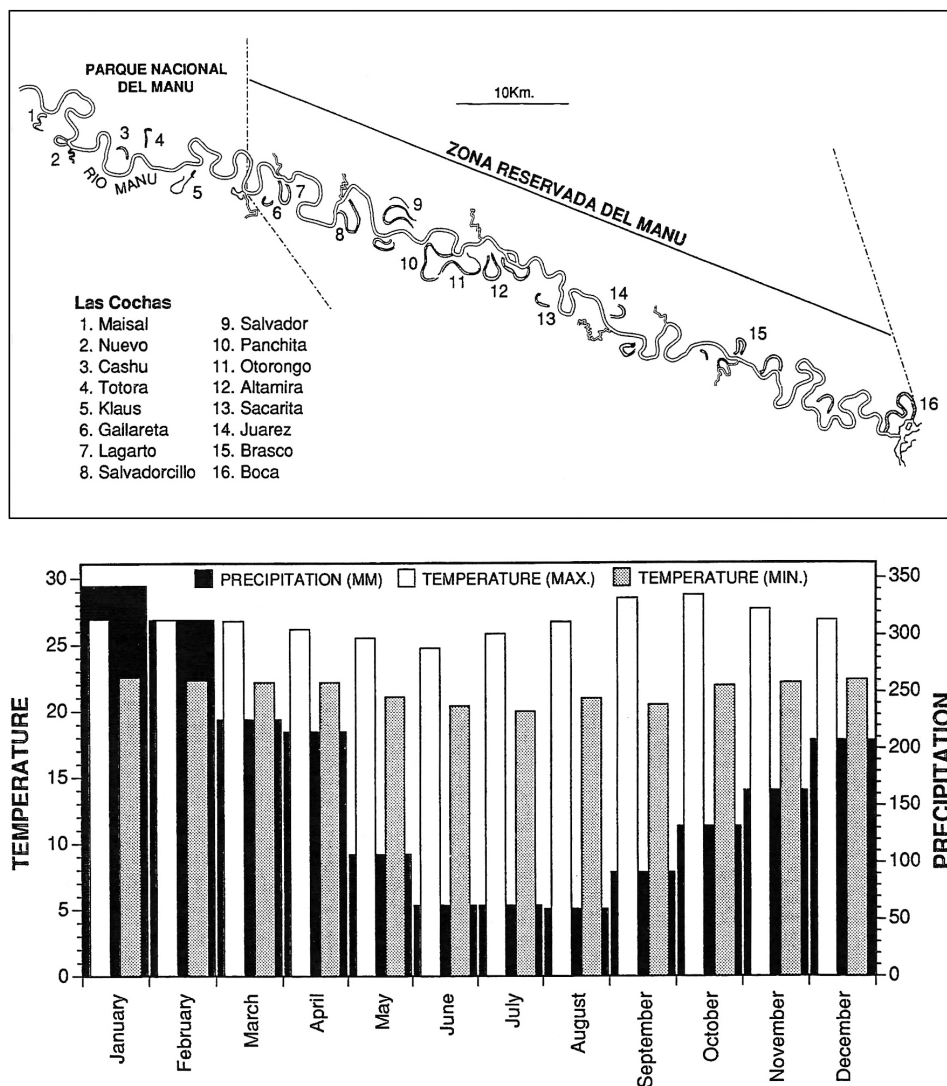 PARQUE NACIONAL
DEL MANU
10Km.
ZONA RESERVADA DEL MANU
RIO MANU
1
2
3
4
5
6
7
8
9
10
11
12
13
14
15
16
Las Cochas
1. Maisal
2. Nuevo
3. Cashu
4. Totora
5. Klaus
6. Gallareta
7. Lagarto
8. Salvadorcillo
9. Salvador
10. Panchita
11. Otorongo
12. Altamira
13. Sacarita
14. Juarez
15. Brasco
16. Boca
PRECIPITATION (MM) TEMPERATURE (MAX.) TEMPERATURE (MIN.)
TEMPERATURE
30
25
20
15
10
5
0
PRECIPITATION
350
300
250
200
150
100
50
0
January
February
March
April
May
June
July
August
September
October
November
December